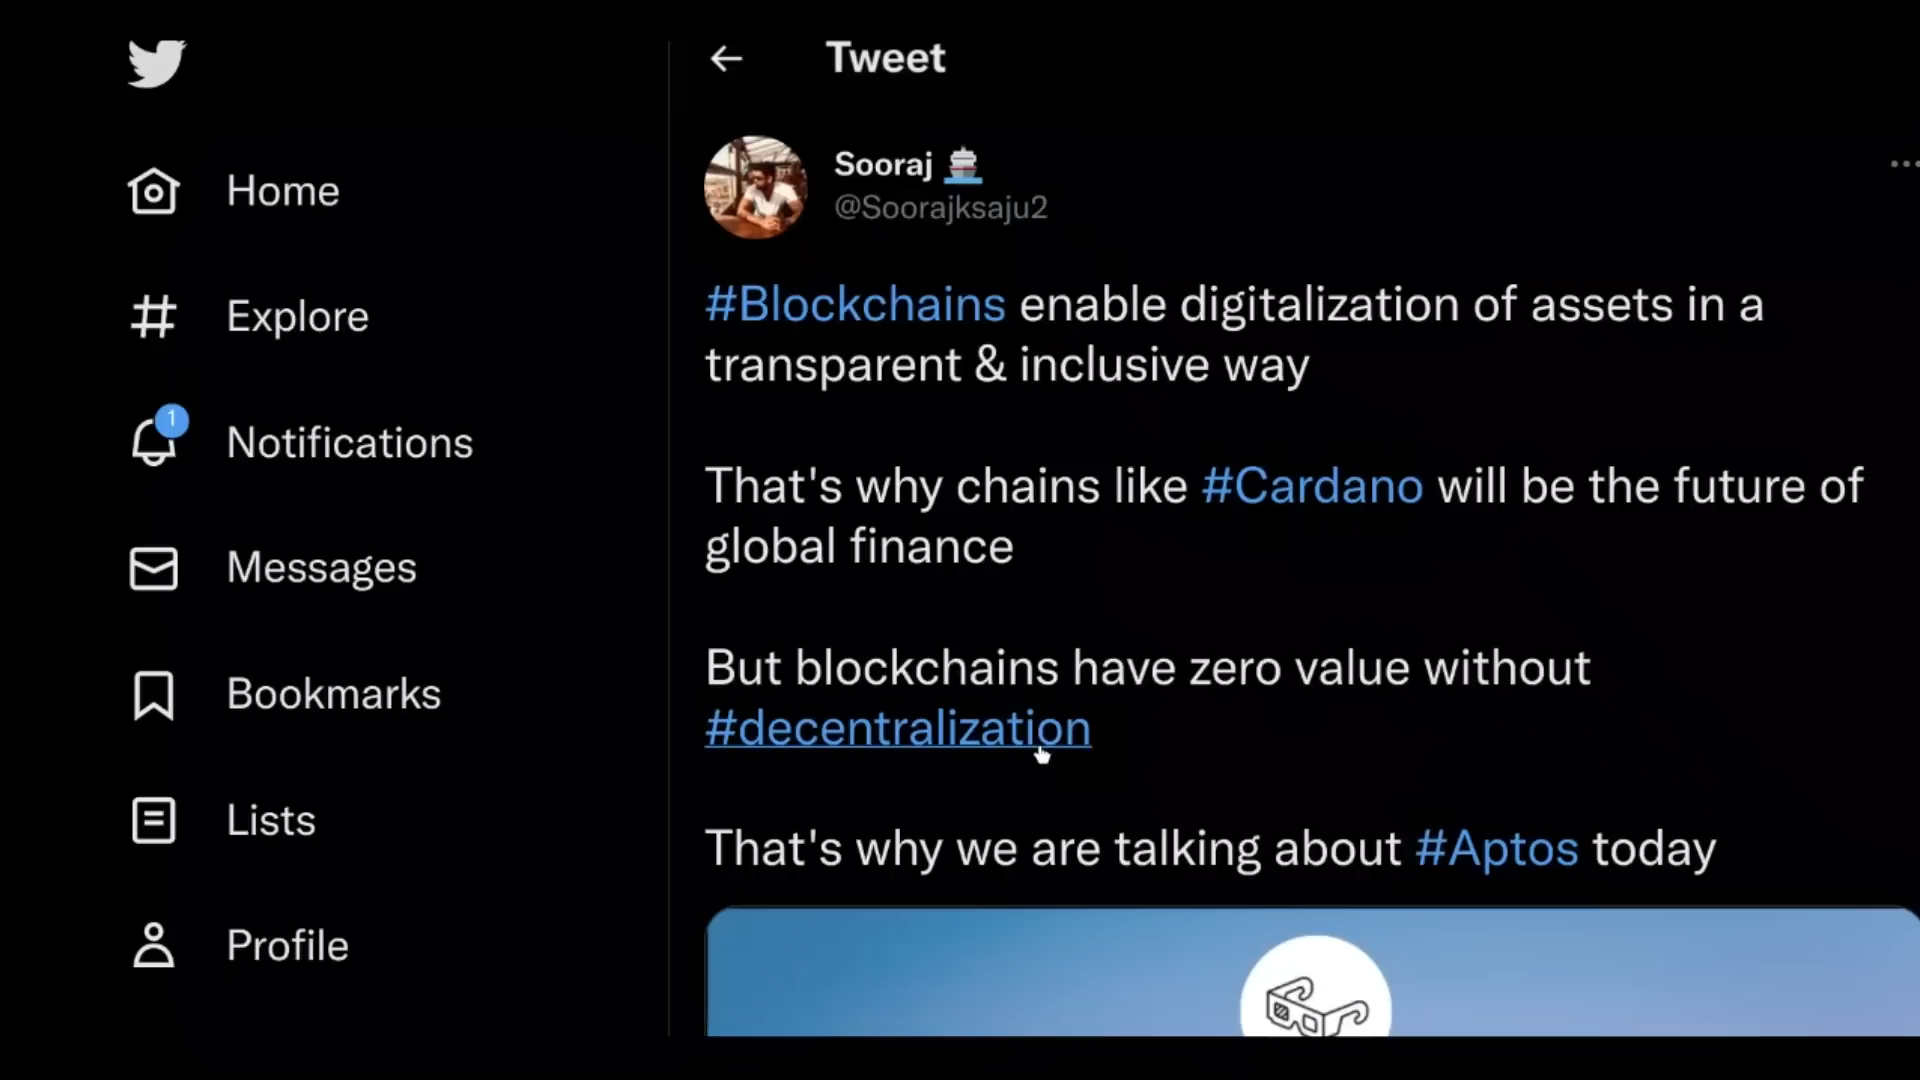 Tweet
Home
Explore
1
Notifications
Messages
Bookmarks
Lists
Profile
Sooraj 🚢
@Soorajksaju2
#Blockchains enable digitalization of assets in a
transparent & inclusive way
That's why chains like #Cardano will be the future of
global finance
But blockchains have zero value without
#decentralization
That's why we are talking about #Aptos today